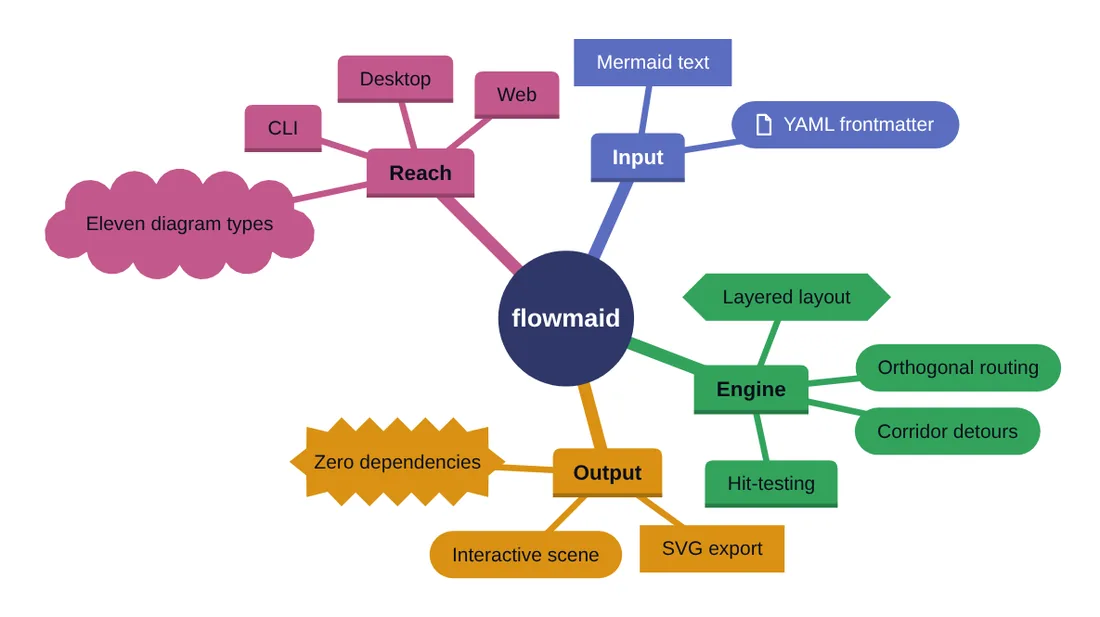 Mermaid text
Desktop
Web
CLI
YAML frontmatter
Input
Reach
Eleven diagram types
flowmaid
Layered layout
Orthogonal routing
Engine
Corridor detours
Zero dependencies
Output
Hit-testing
Interactive scene
SVG export